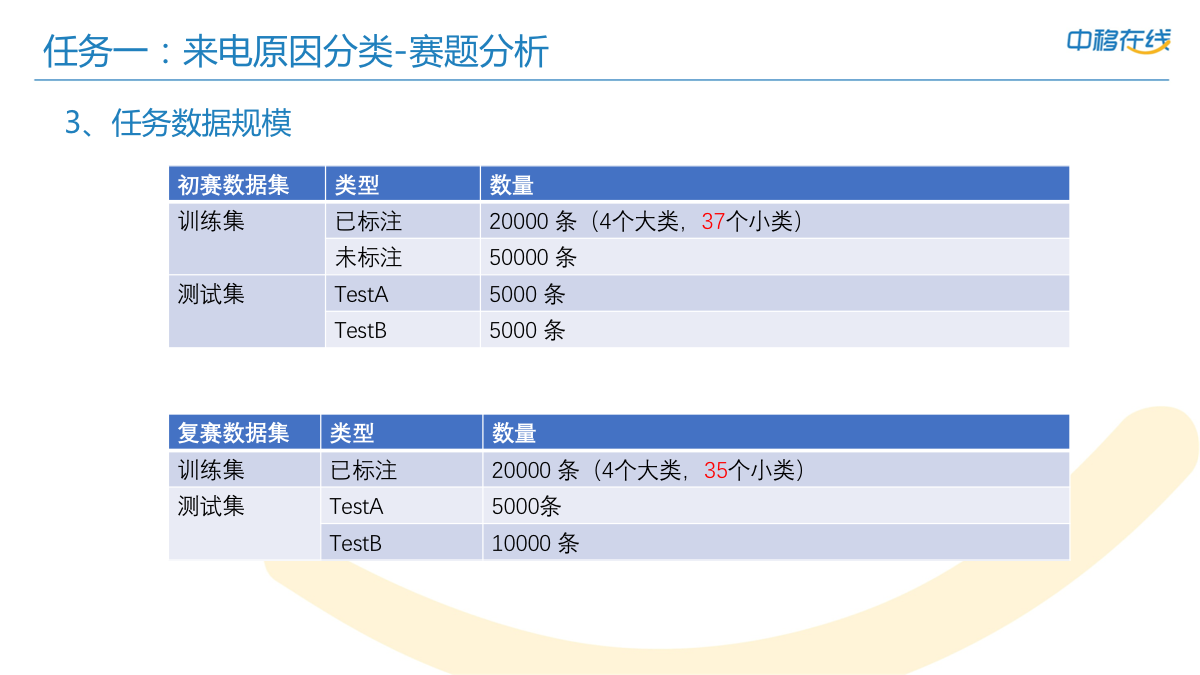 任务一：来电原因分类-赛题分析
中移在线
3、任务数据规模
初赛数据集 类型 数量
训练集 已标注 20000 条（4个大类，37个小类）
未标注 50000 条
测试集 TestA 5000 条
TestB 5000 条
复赛数据集 类型 数量
训练集 已标注 20000 条（4个大类，35个小类）
测试集 TestA 5000条
TestB 10000 条